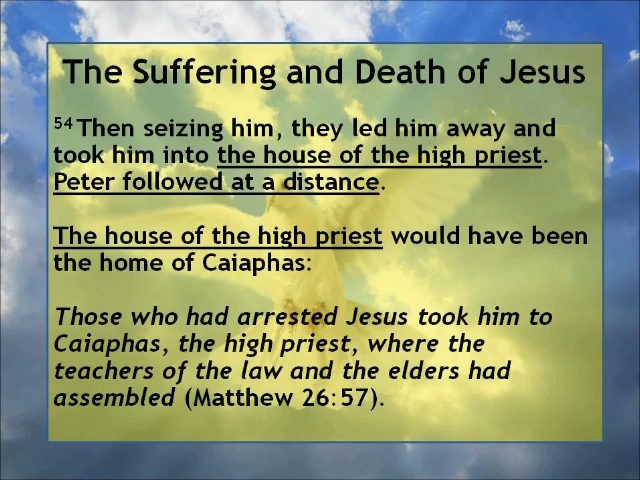 The Suffering and Death of Jesus
54 Then seizing him, they led him away and
took him into the house of the high priest.
Peter followed at a distance.
The house of the high priest would have been
the home of Caiaphas:
Those who had arrested Jesus took him to
Caiaphas, the high priest, where the
teachers of the law and the elders had
assembled (Matthew 26:57).